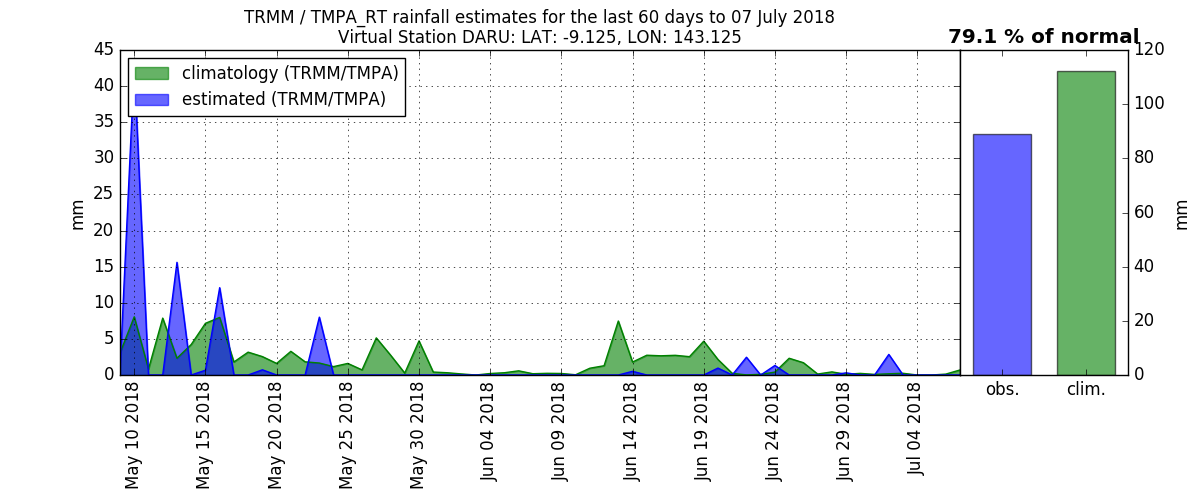 TRMM / TMPA_RT rainfall estimates for the last 60 days to 07 July 2018
Virtual Station DARU: LAT: -9.125, LON: 143.125
79.1 % of normal
climatology (TRMM/TMPA)
estimated (TRMM/TMPA)
mm
45
40
35
30
25
20
15
10
5
0
May 10 2018
May 15 2018
May 20 2018
May 25 2018
May 30 2018
Jun 04 2018
Jun 09 2018
Jun 14 2018
Jun 19 2018
Jun 24 2018
Jun 29 2018
Jul 04 2018
obs.
clim.
120
100
80
60
40
20
0
mm